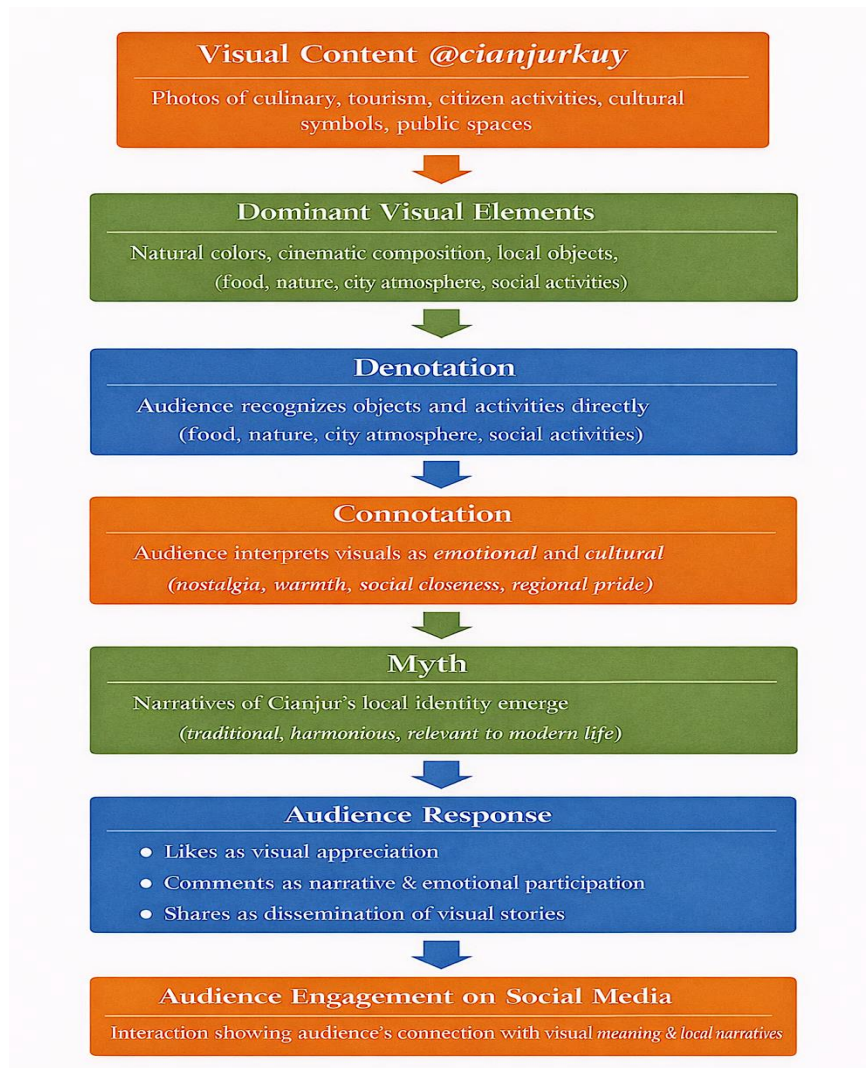 Visual Content @cianjurkuy
Photos of culinary, tourism, citizen activities, cultural
symbols, public spaces
Dominant Visual Elements
Natural colors, cinematic composition, local objects,
(food, nature, city atmosphere, social activities)
Denotation
Audience recognizes objects and activities directly
(food, nature, city atmosphere, social activities)
Connotation
Audience interprets visuals as emotional and cultural
(nostalgia, warmth, social closeness, regional pride)
Myth
Narratives of Cianjur's local identity emerge
(traditional, harmonious, relevant to modern life)
Audience Response
● Likes as visual appreciation
● Comments as narrative & emotional participation
● Shares as dissemination of visual stories
Audience Engagement on Social Media
Interaction showing audience's connection with visual meaning & local narratives